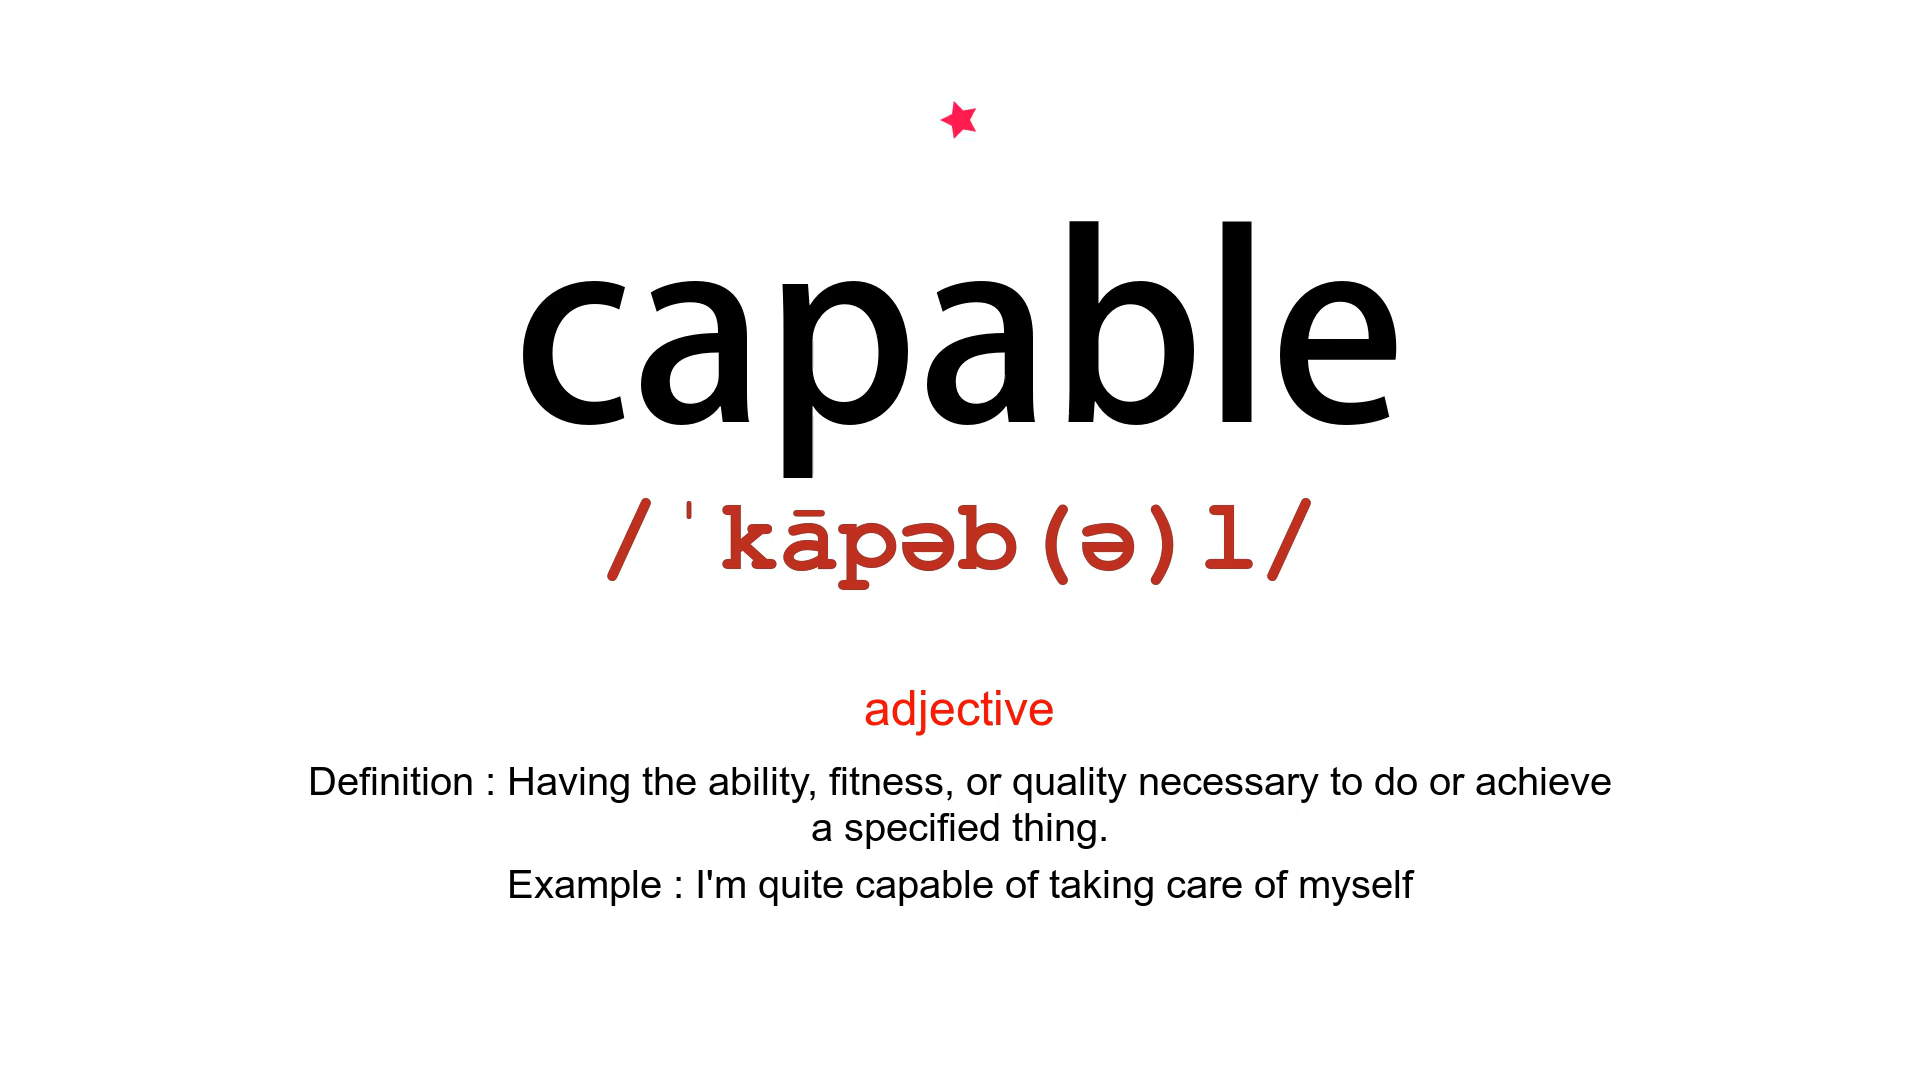 capable
/ˈkāpəb(ə)l/
adjective
Definition : Having the ability, fitness, or quality necessary to do or achieve
a specified thing.
Example : I'm quite capable of taking care of myself